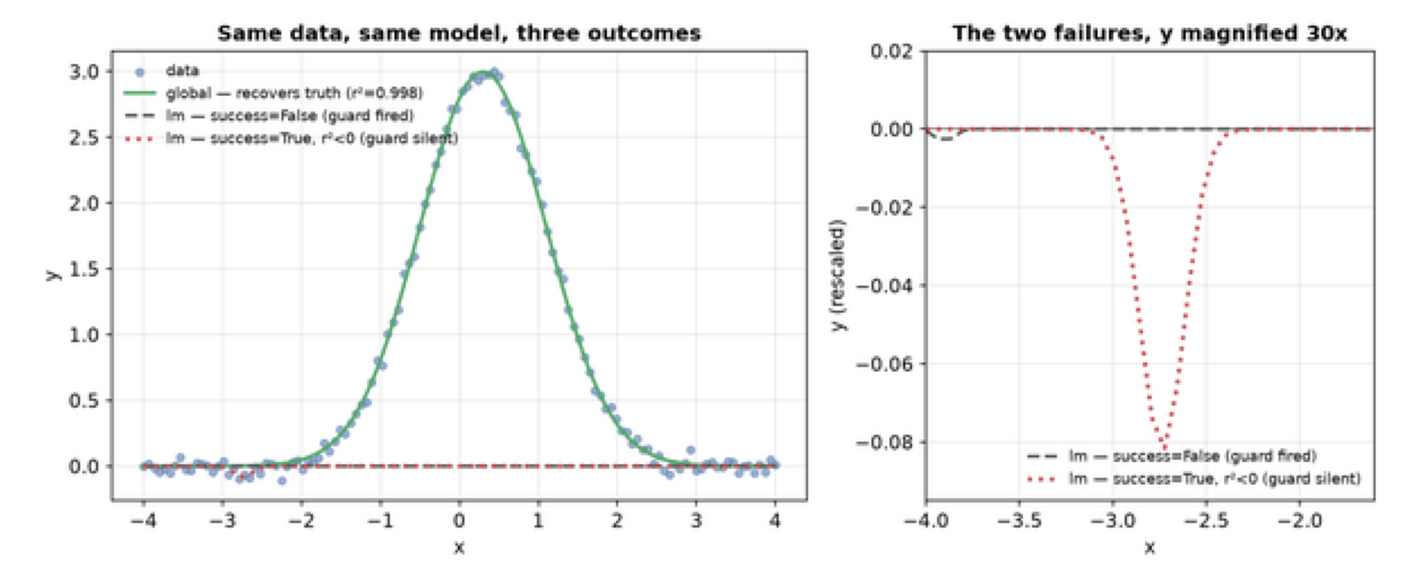 Same data, same model, three outcomes
3.0
2.5
2.0
1.5
1.0
0.5
0.0
y
data
global — recovers truth (r²=0.998)
lm — success=False (guard fired)
lm — success=True, r²<0 (guard silent)
−4
−3
−2
−1
0
1
2
3
4
x
The two failures, y magnified 30x
0.02
0.00
−0.02
−0.04
−0.06
−0.08
y (rescaled)
lm — success=False (guard fired)
lm — success=True, r²<0 (guard silent)
−4.0
−3.5
−3.0
−2.5
−2.0
x